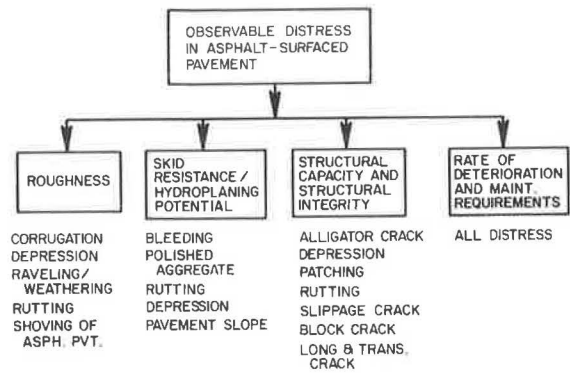 OBSERVABLE DISTRESS
IN ASPHALT-SURFACED
PAVEMENT
ROUGHNESS
SKID
RESISTANCE/
HYDROPLANING
POTENTIAL
STRUCTURAL
CAPACITY AND
STRUCTURAL
INTEGRITY
RATE OF
DETERIORATION
AND MAINT.
REQUIREMENTS
CORRUGATION
DEPRESSION
RAVELING/
WEATHERING
RUTTING
SHOVING OF
ASPH. PVT.
BLEEDING
POLISHED
AGGREGATE
RUTTING
DEPRESSION
PAVEMENT SLOPE
ALLIGATOR CRACK
DEPRESSION
PATCHING
RUTTING
SLIPPAGE CRACK
BLOCK CRACK
LONG & TRANS.
CRACK
ALL DISTRESS